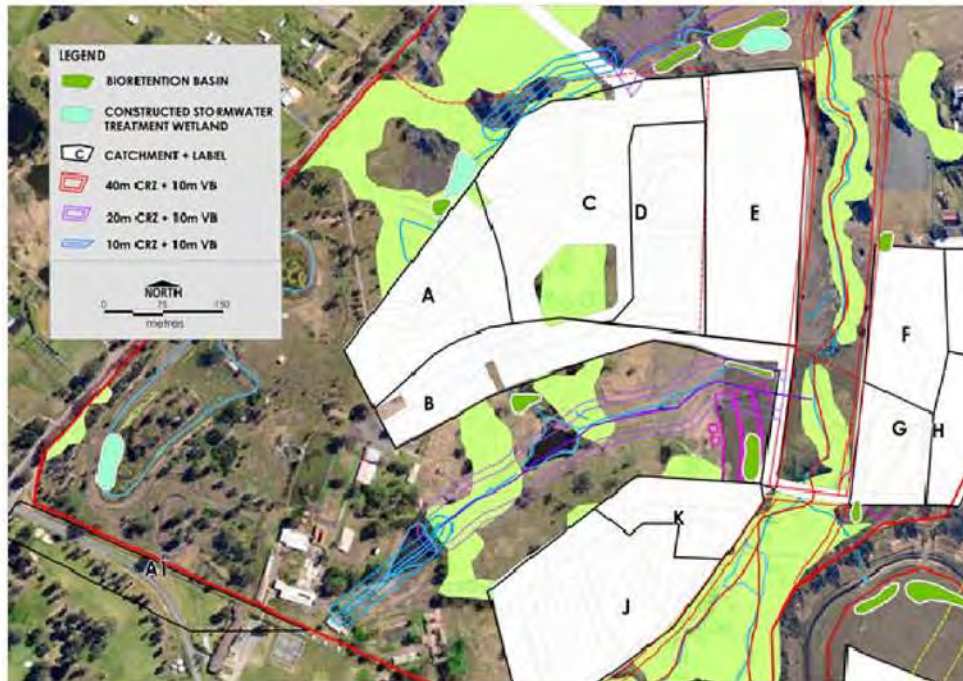 LEGEND
BIORETENTION BASIN
CONSTRUCTED STORMWATER
TREATMENT WETLAND
C
CATCHMENT + LABEL
40m CRZ + 10m VB
20m CRZ + 10m VB
10m CRZ + 10m VB
NORTH
0 75 150
metres
A
B
C
D
E
F
G
H
J
K
A1